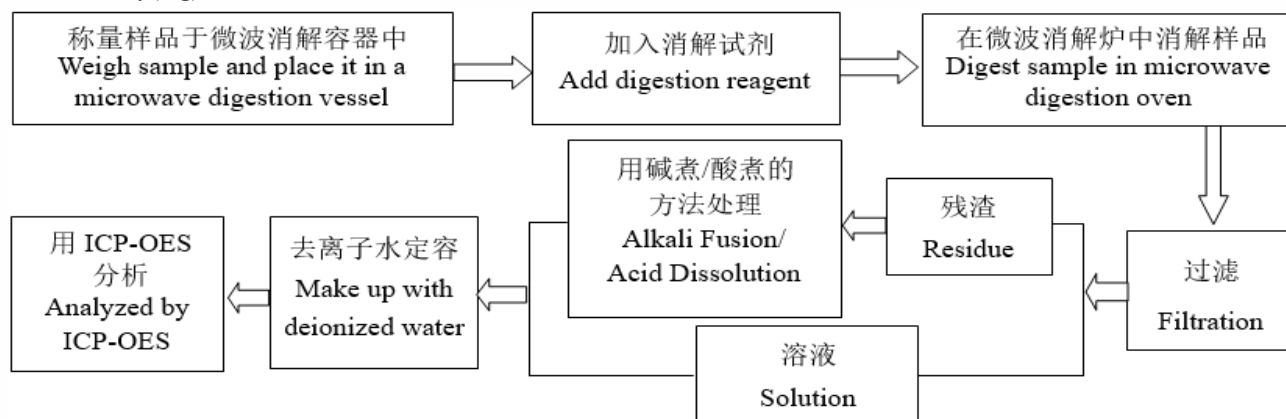 称量样品于微波消解容器中
Weigh sample and place it in a
microwave digestion vessel
加入消解试剂
Add digestion reagent
在微波消解炉中消解样品
Digest sample in microwave
digestion oven
过滤
Filtration
残渣
Residue
用碱煮/酸煮的
方法处理
Alkali Fusion/
Acid Dissolution
溶液
Solution
去离子水定容
Make up with
deionized water
用 ICP-OES
分析
Analyzed by
ICP-OES